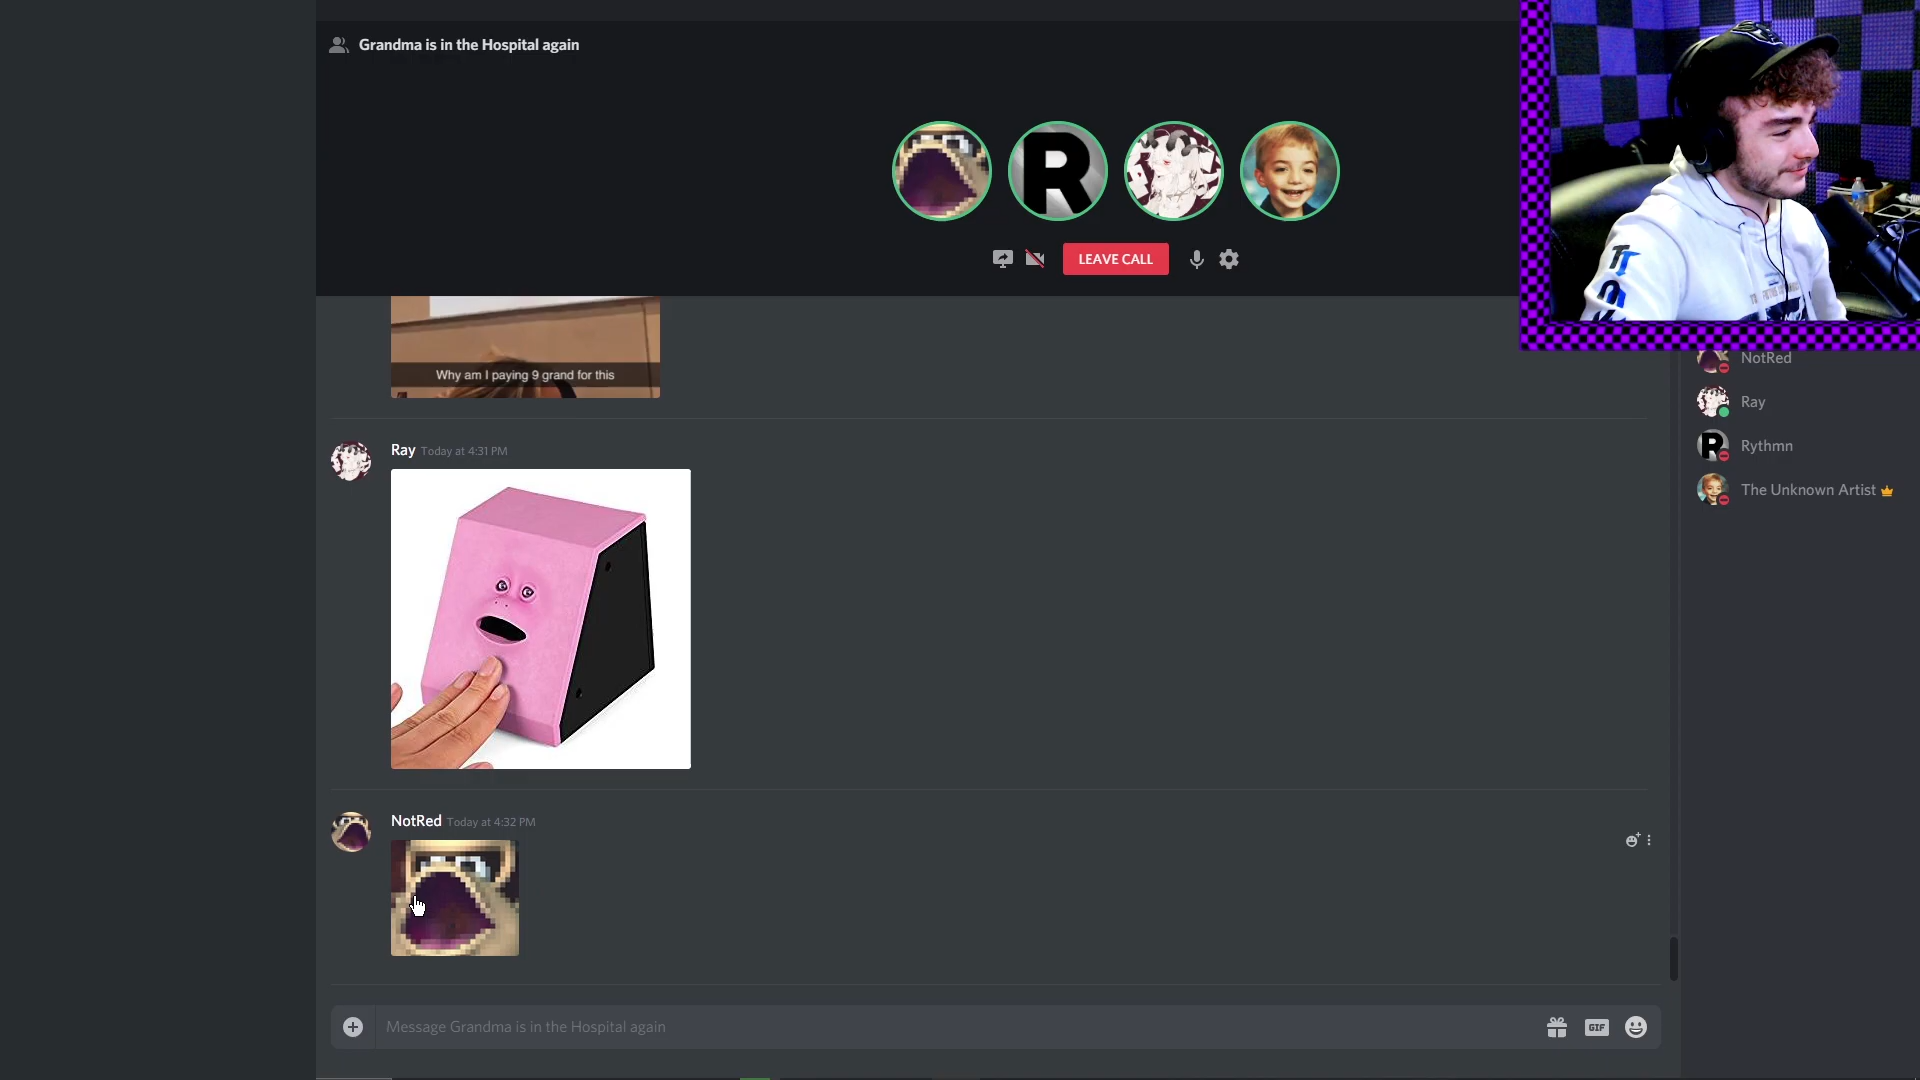 Grandma is in the Hospital again
R
LEAVE CALL
Why am I paying 9 grand for this
NotRed
Ray
R Rythmn
The Unknown Artist
Ray Today at 4:31 PM
NotRed Today at 4:32 PM
Message Grandma is in the Hospital again
GIF